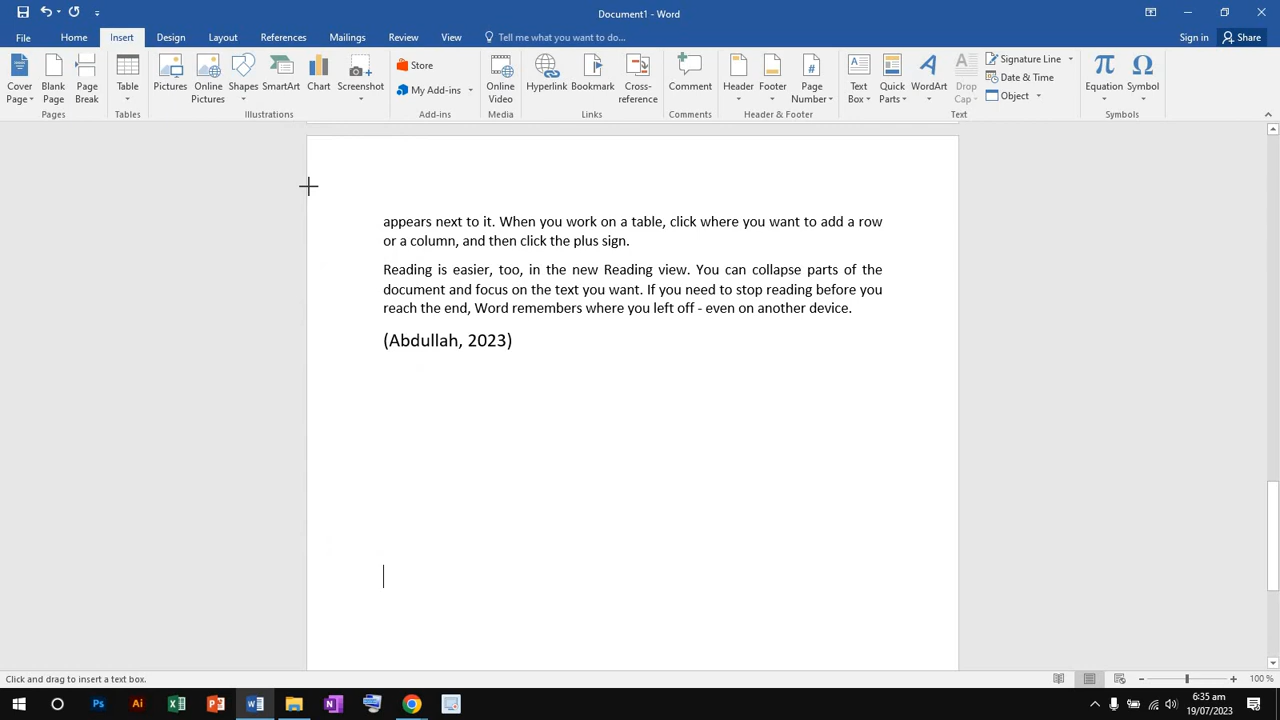 Document1 - Word
File Home Insert Design Layout References Mailings Review View Tell me what you want to do... Sign in Share
Cover Page
Blank Page
Page Break
Table
Pictures
Online Pictures
Shapes
SmartArt
Chart
Screenshot
Store
My Add-ins
Online Video
Hyperlink
Bookmark
Cross-reference
Comment
Header
Footer
Page Number
Text Box
Quick Parts
WordArt
Drop Cap
Signature Line
Date & Time
Object
Equation
Symbol
Pages Tables Illustrations Add-ins Media Links Comments Header & Footer Text Symbols
appears next to it. When you work on a table, click where you want to add a row
or a column, and then click the plus sign.
Reading is easier, too, in the new Reading view. You can collapse parts of the
document and focus on the text you want. If you need to stop reading before you
reach the end, Word remembers where you left off - even on another device.
(Abdullah, 2023)
Click and drag to insert a text box. 100 %
6:35 am
19/07/2023